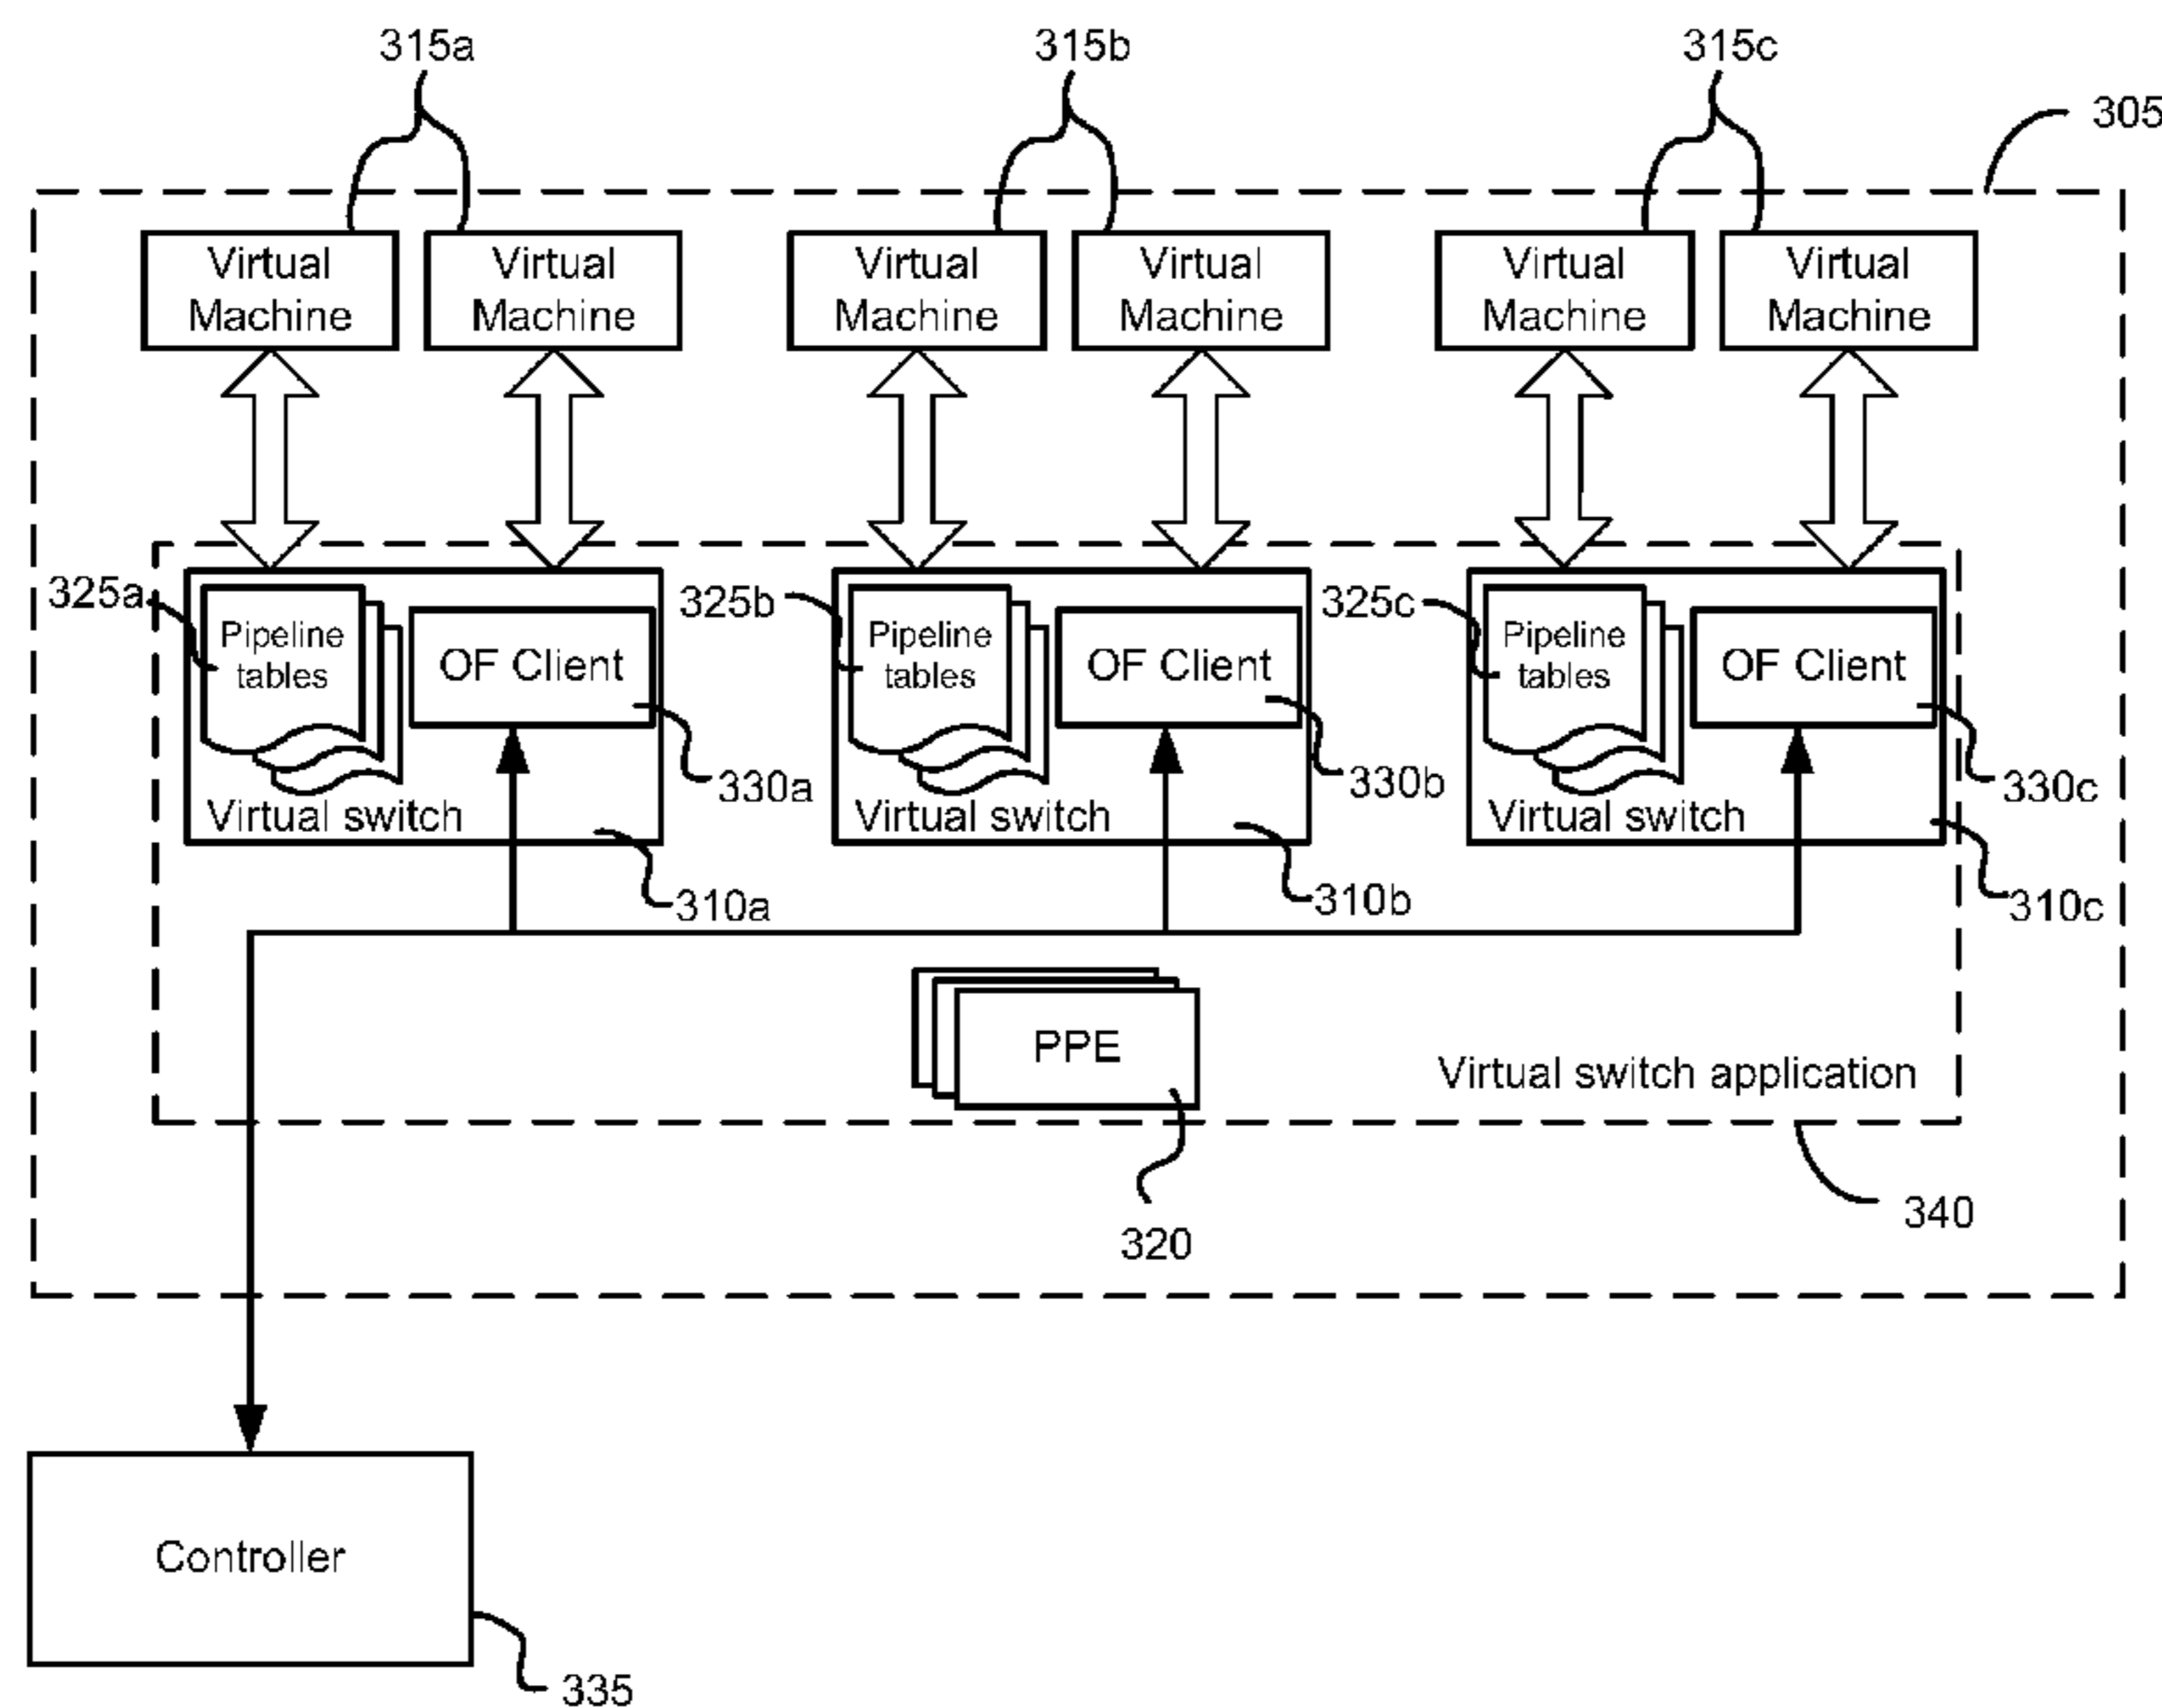 315a
315b
315c
305
Virtual
Machine
Virtual
Machine
Virtual
Machine
Virtual
Machine
Virtual
Machine
Virtual
Machine
325a
Pipeline
tables
OF Client
330a
Virtual switch
310a
325b
Pipeline
tables
OF Client
330b
Virtual switch
310b
325c
Pipeline
tables
OF Client
330c
Virtual switch
310c
PPE
320
Virtual switch application
340
Controller
335